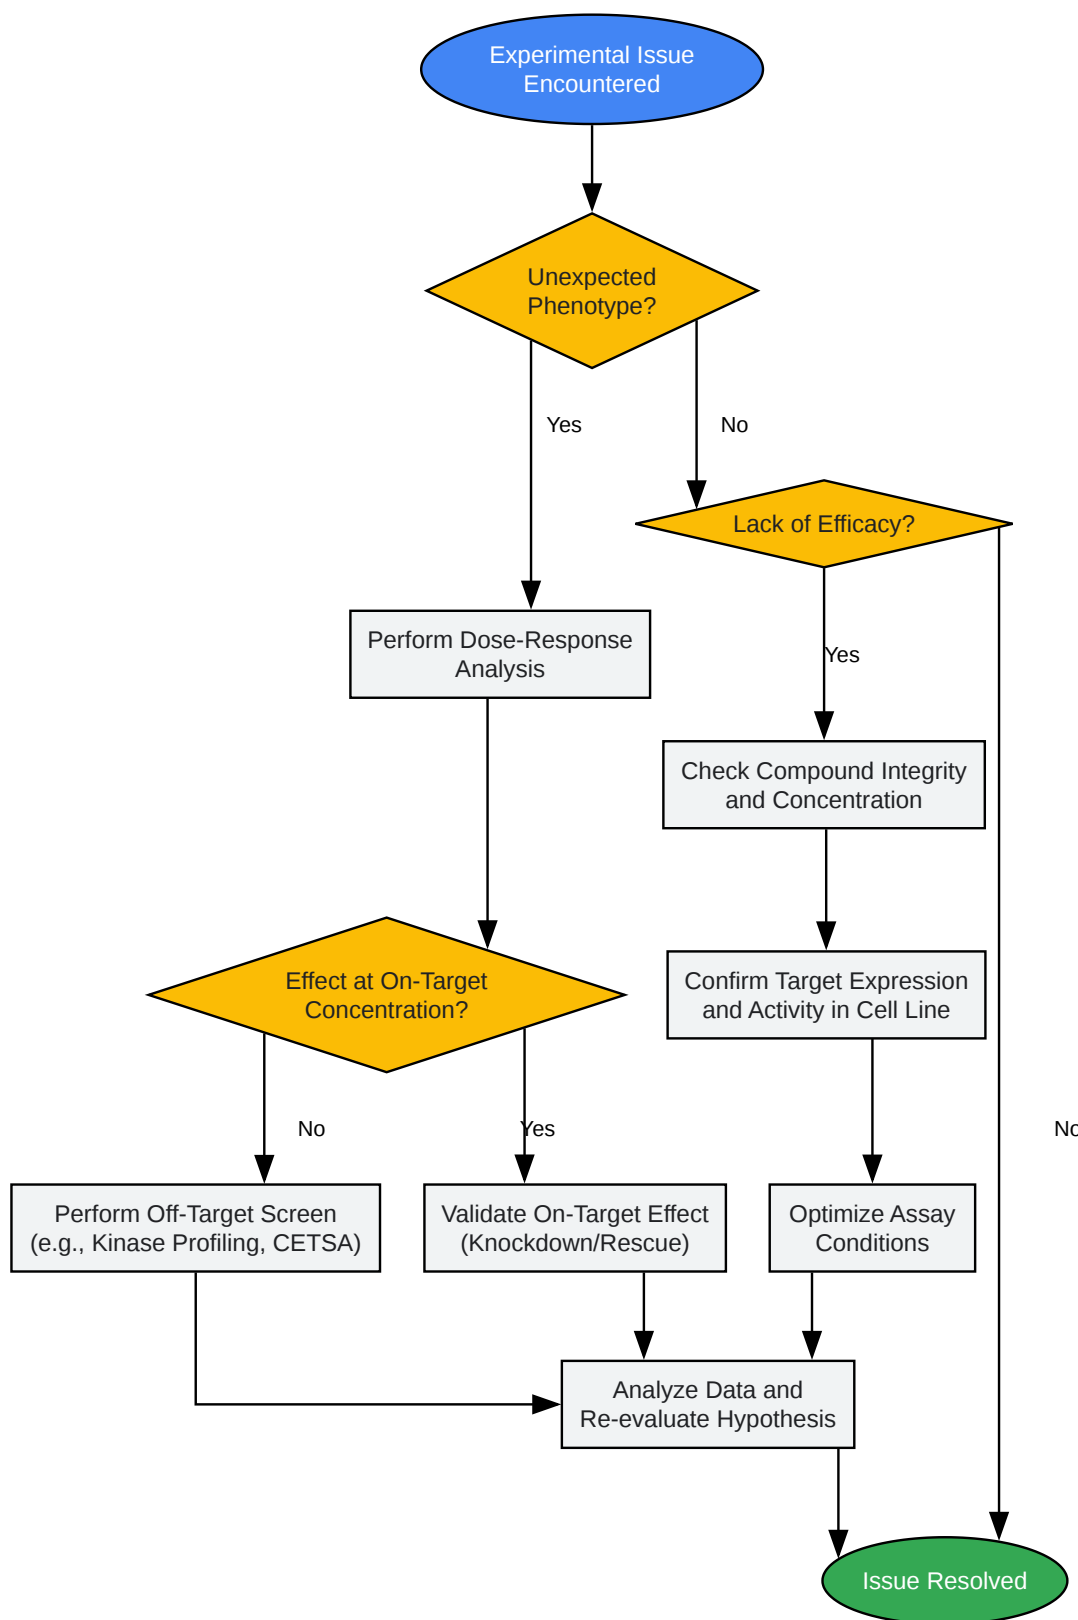 Experimental Issue
Encountered
Unexpected
Phenotype?
Yes
No
Lack of Efficacy?
Perform Dose-Response
Analysis
Yes
Check Compound Integrity
and Concentration
Effect at On-Target
Concentration?
Confirm Target Expression
and Activity in Cell Line
No
Yes
No
Perform Off-Target Screen
(e.g., Kinase Profiling, CETSA)
Validate On-Target Effect
(Knockdown/Rescue)
Optimize Assay
Conditions
Analyze Data and
Re-evaluate Hypothesis
Issue Resolved